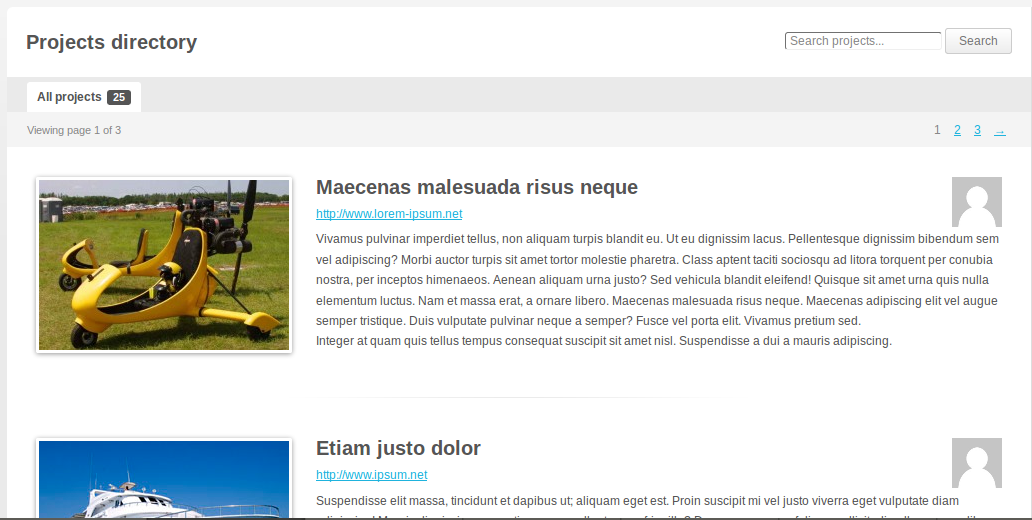 Projects directory
Search projects...
Search
All projects 25
Viewing page 1 of 3
1 2 3 →
Maecenas malesuada risus neque
http://www.lorem-ipsum.net
Vivamus pulvinar imperdiet tellus, non aliquam turpis blandit eu. Ut eu dignissim lacus. Pellentesque dignissim bibendum sem
vel adipiscing? Morbi auctor turpis sit amet tortor molestie pharetra. Class aptent taciti sociosqu ad litora torquent per conubia
nostra, per inceptos himenaeos. Aenean aliquam urna justo? Sed vehicula blandit eleifend! Quisque sit amet urna quis nulla
elementum luctus. Nam et massa erat, a ornare libero. Maecenas malesuada risus neque. Maecenas adipiscing elit vel augue
semper tristique. Duis vulputate pulvinar neque a semper? Fusce vel porta elit. Vivamus pretium sed.
Integer at quam quis tellus tempus consequat suscipit sit amet nisl. Suspendisse a dui a mauris adipiscing.
Etiam justo dolor
http://www.ipsum.net
Suspendisse elit massa, tincidunt et dapibus ut; aliquam eget est. Proin suscipit mi vel justo viverra eget vulputate diam